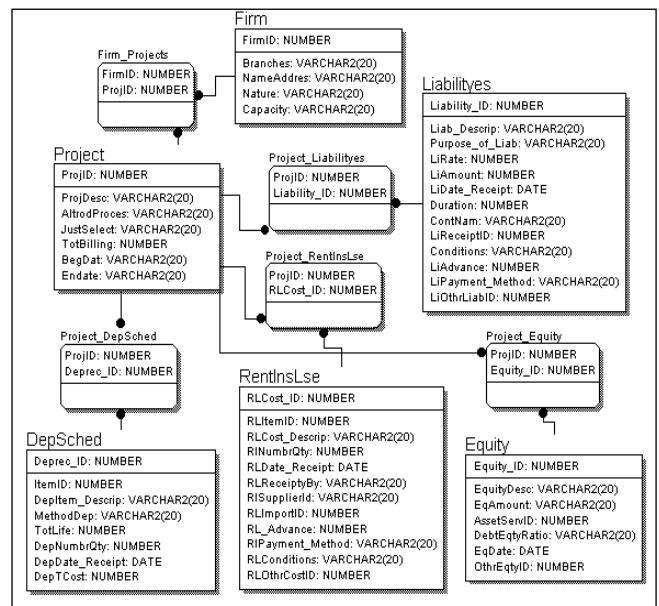 Firm
FirmID: NUMBER
Branches: VARCHAR2(20)
NameAddres: VARCHAR2(20)
Nature: VARCHAR2(20)
Capacity: VARCHAR2(20)
Firm_Projects
FirmID: NUMBER
ProjID: NUMBER
Liabilityes
Liability_ID: NUMBER
Liab_Descrip: VARCHAR2(20)
Purpose_of_Liab: VARCHAR2(20)
LiRate: NUMBER
LiAmount: NUMBER
LiDate_Receipt: DATE
Duration: NUMBER
ContNam: VARCHAR2(20)
LiReceiptID: NUMBER
Conditions: VARCHAR2(20)
LiAdvance: NUMBER
LiPayment_Method: VARCHAR2(20)
LiOthrLiabID: NUMBER
Project
ProjID: NUMBER
ProjDesc: VARCHAR2(20)
AltrodProces: VARCHAR2(20)
JustSelect: VARCHAR2(20)
TotBilling: NUMBER
BegDat: VARCHAR2(20)
Endate: VARCHAR2(20)
Project_Liabilityes
ProjID: NUMBER
Liability_ID: NUMBER
Project_RentInsLse
ProjID: NUMBER
RLCost_ID: NUMBER
Project_DepSched
ProjID: NUMBER
Deprec_ID: NUMBER
Project_Equity
ProjID: NUMBER
Equity_ID: NUMBER
DepSched
Deprec_ID: NUMBER
ItemID: NUMBER
DepItem_Descrip: VARCHAR2(20)
MethodDep: VARCHAR2(20)
TotLife: NUMBER
DepNumbrQty: NUMBER
DepDate_Receipt: DATE
DepTCost: NUMBER
RentInsLse
RLCost_ID: NUMBER
RLItemID: NUMBER
RLCost_Descrip: VARCHAR2(20)
RlNumbrQty: NUMBER
RLDate_Receipt: DATE
RLReceiptyBy: VARCHAR2(20)
RISupplierId: VARCHAR2(20)
RLImportID: NUMBER
RL_Advance: NUMBER
RIPayment_Method: VARCHAR2(20)
RLConditions: VARCHAR2(20)
RLOthrCostID: NUMBER
Equity
Equity_ID: NUMBER
EquityDesc: VARCHAR2(20)
EqAmount: VARCHAR2(20)
AssetServID: NUMBER
DebtEqtyRatio: VARCHAR2(20)
EqDate: DATE
OthrEqtyID: NUMBER